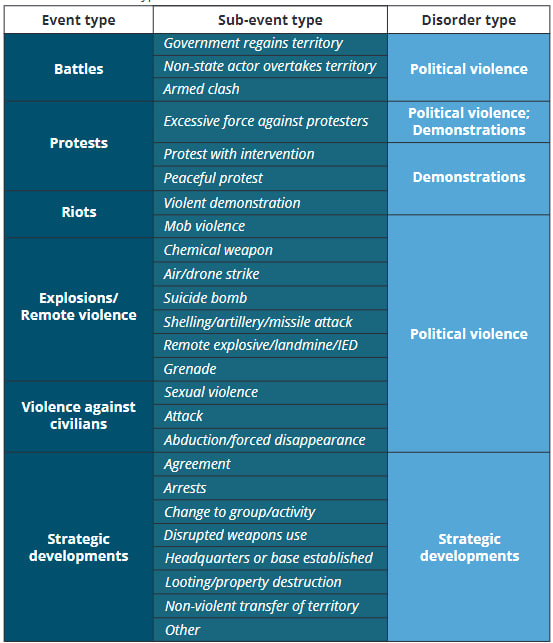 Event type
Sub-event type
Disorder type
Battles
Government regains territory
Non-state actor overtakes territory
Armed clash
Political violence
Protests
Excessive force against protesters
Political violence;
Demonstrations
Protest with intervention
Peaceful protest
Demonstrations
Riots
Violent demonstration
Mob violence
Explosions/
Remote violence
Chemical weapon
Air/drone strike
Suicide bomb
Shelling/artillery/missile attack
Remote explosive/landmine/IED
Grenade
Political violence
Violence against
civilians
Sexual violence
Attack
Abduction/forced disappearance
Strategic
developments
Agreement
Arrests
Change to group/activity
Disrupted weapons use
Headquarters or base established
Looting/property destruction
Non-violent transfer of territory
Other
Strategic
developments